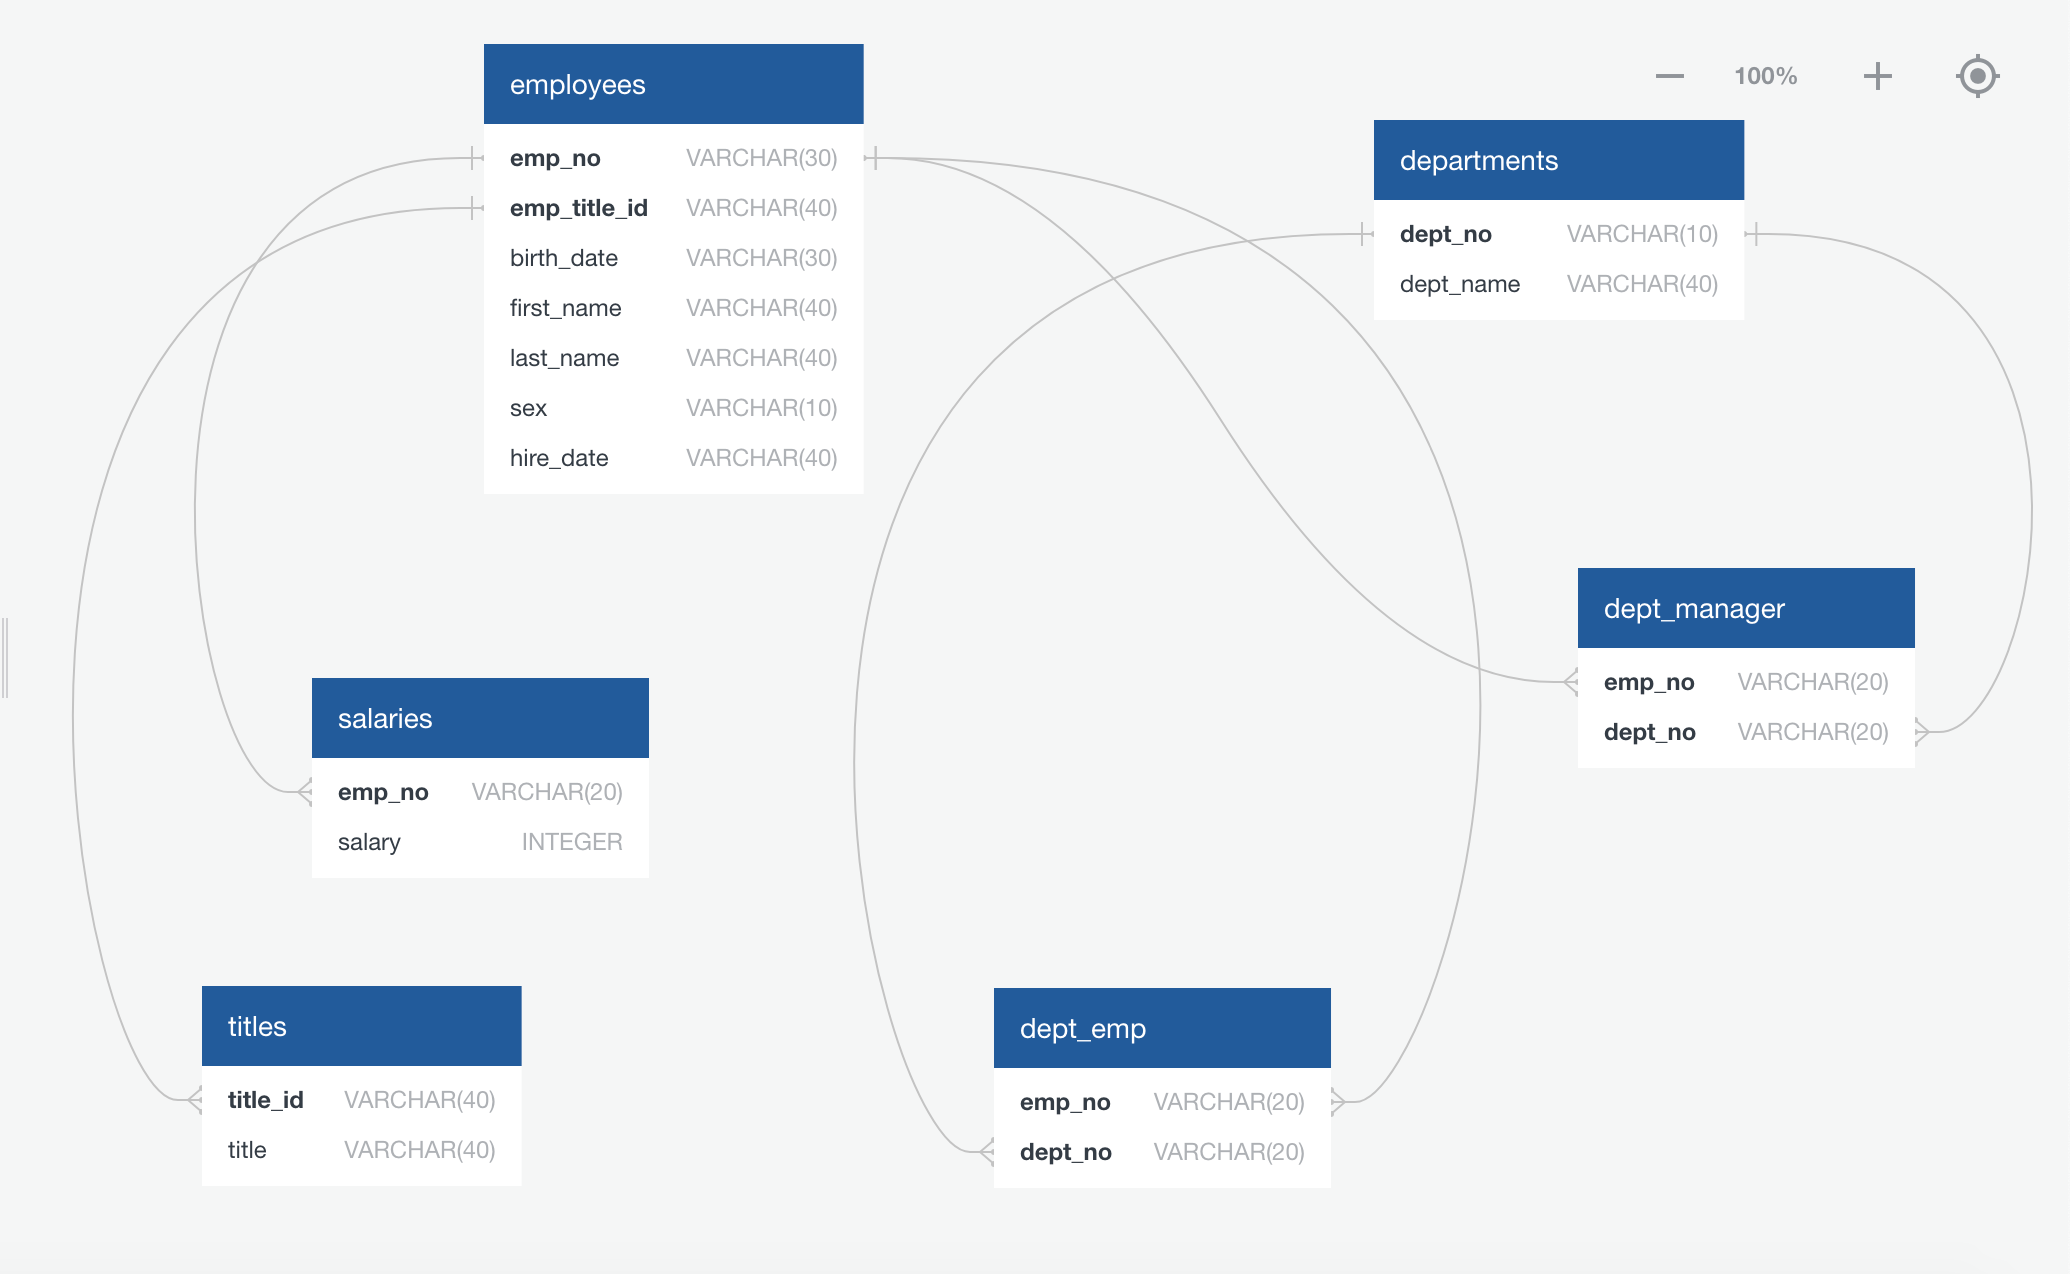 employees
emp_no VARCHAR(30)
emp_title_id VARCHAR(40)
birth_date VARCHAR(30)
first_name VARCHAR(40)
last_name VARCHAR(40)
sex VARCHAR(10)
hire_date VARCHAR(40)
100%
departments
dept_no VARCHAR(10)
dept_name VARCHAR(40)
dept_manager
emp_no VARCHAR(20)
dept_no VARCHAR(20)
salaries
emp_no VARCHAR(20)
salary INTEGER
titles
title_id VARCHAR(40)
title VARCHAR(40)
dept_emp
emp_no VARCHAR(20)
dept_no VARCHAR(20)